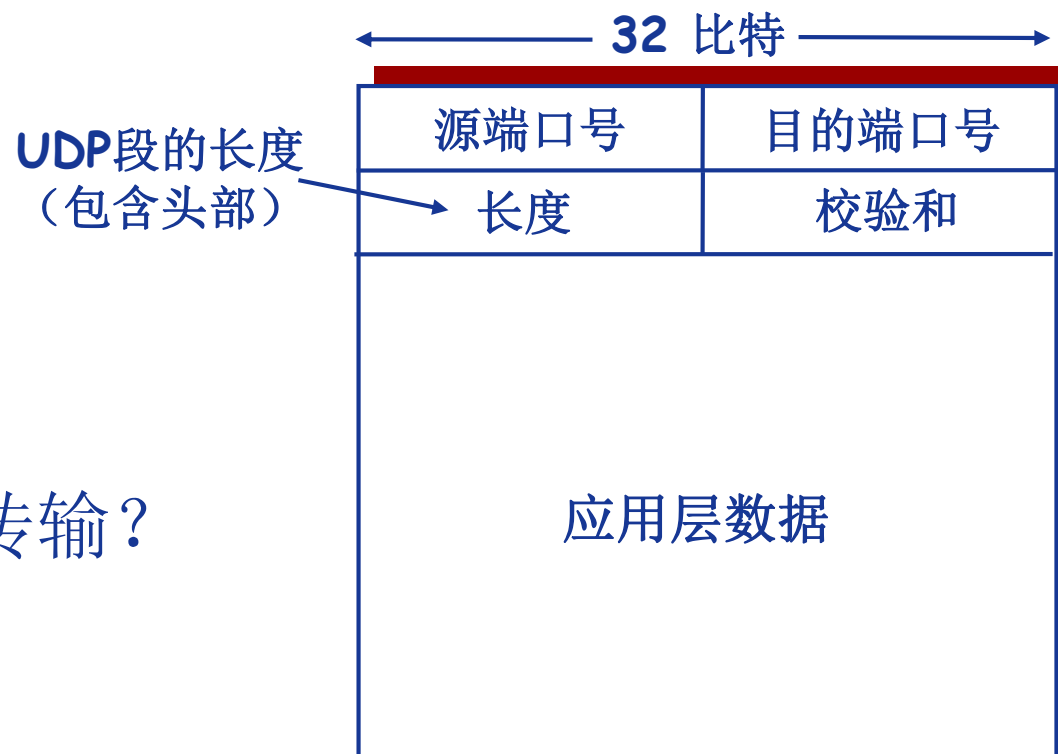 32 比特
源端口号 目的端口号
UDP段的长度
（包含头部）
长度 校验和
传输？
应用层数据